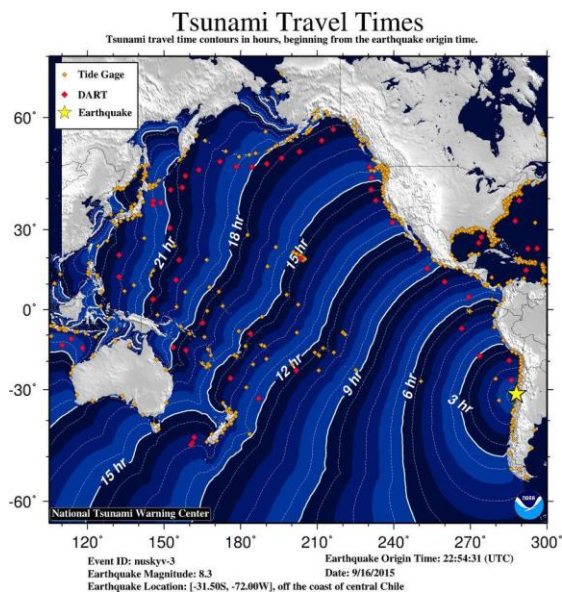 Tsunami Travel Times
Tsunami travel time contours in hours, beginning from the earthquake origin time.
Tide Gage
DART
Earthquake
60°
30°
0°
-30°
-60°
21 hr
18 hr
15 hr
12 hr
9 hr
6 hr
3 hr
15 hr
National Tsunami Warning Center
noaa
120° 150° 180° 210° 240° 270° 300°
Event ID: nuskyv-3
Earthquake Origin Time: 22:54:31 (UTC)
Earthquake Magnitude: 8.3
Date: 9/16/2015
Earthquake Location: [-31.50S, -72.00W], off the coast of central Chile